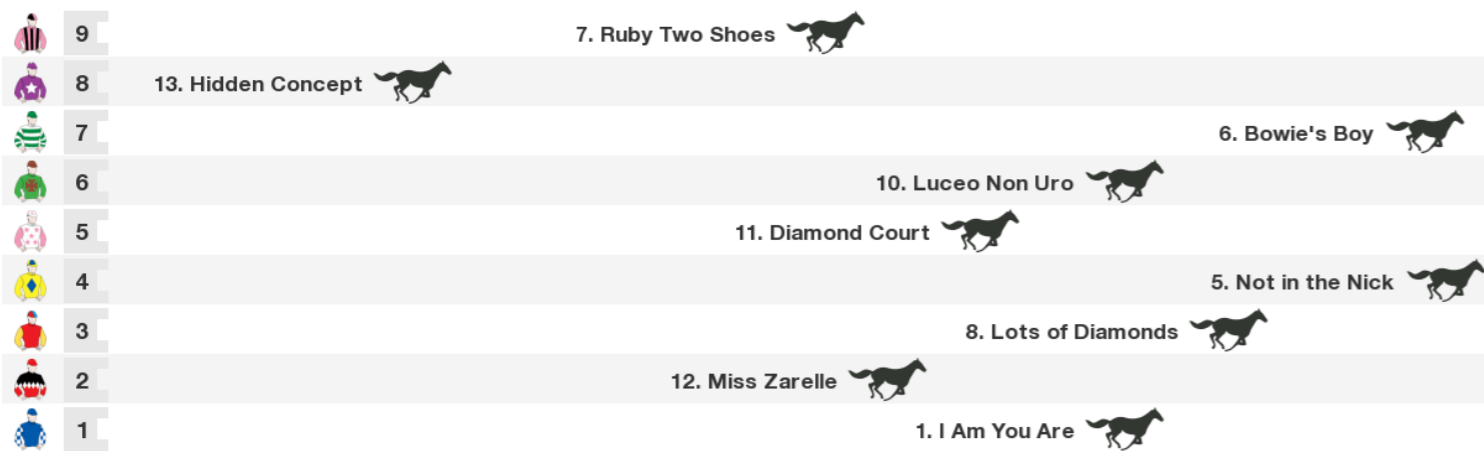 9 7. Ruby Two Shoes
8 13. Hidden Concept
7 6. Bowie's Boy
6 10. Luceo Non Uro
5 11. Diamond Court
4 5. Not in the Nick
3 8. Lots of Diamonds
2 12. Miss Zarelle
1 1. I Am You Are